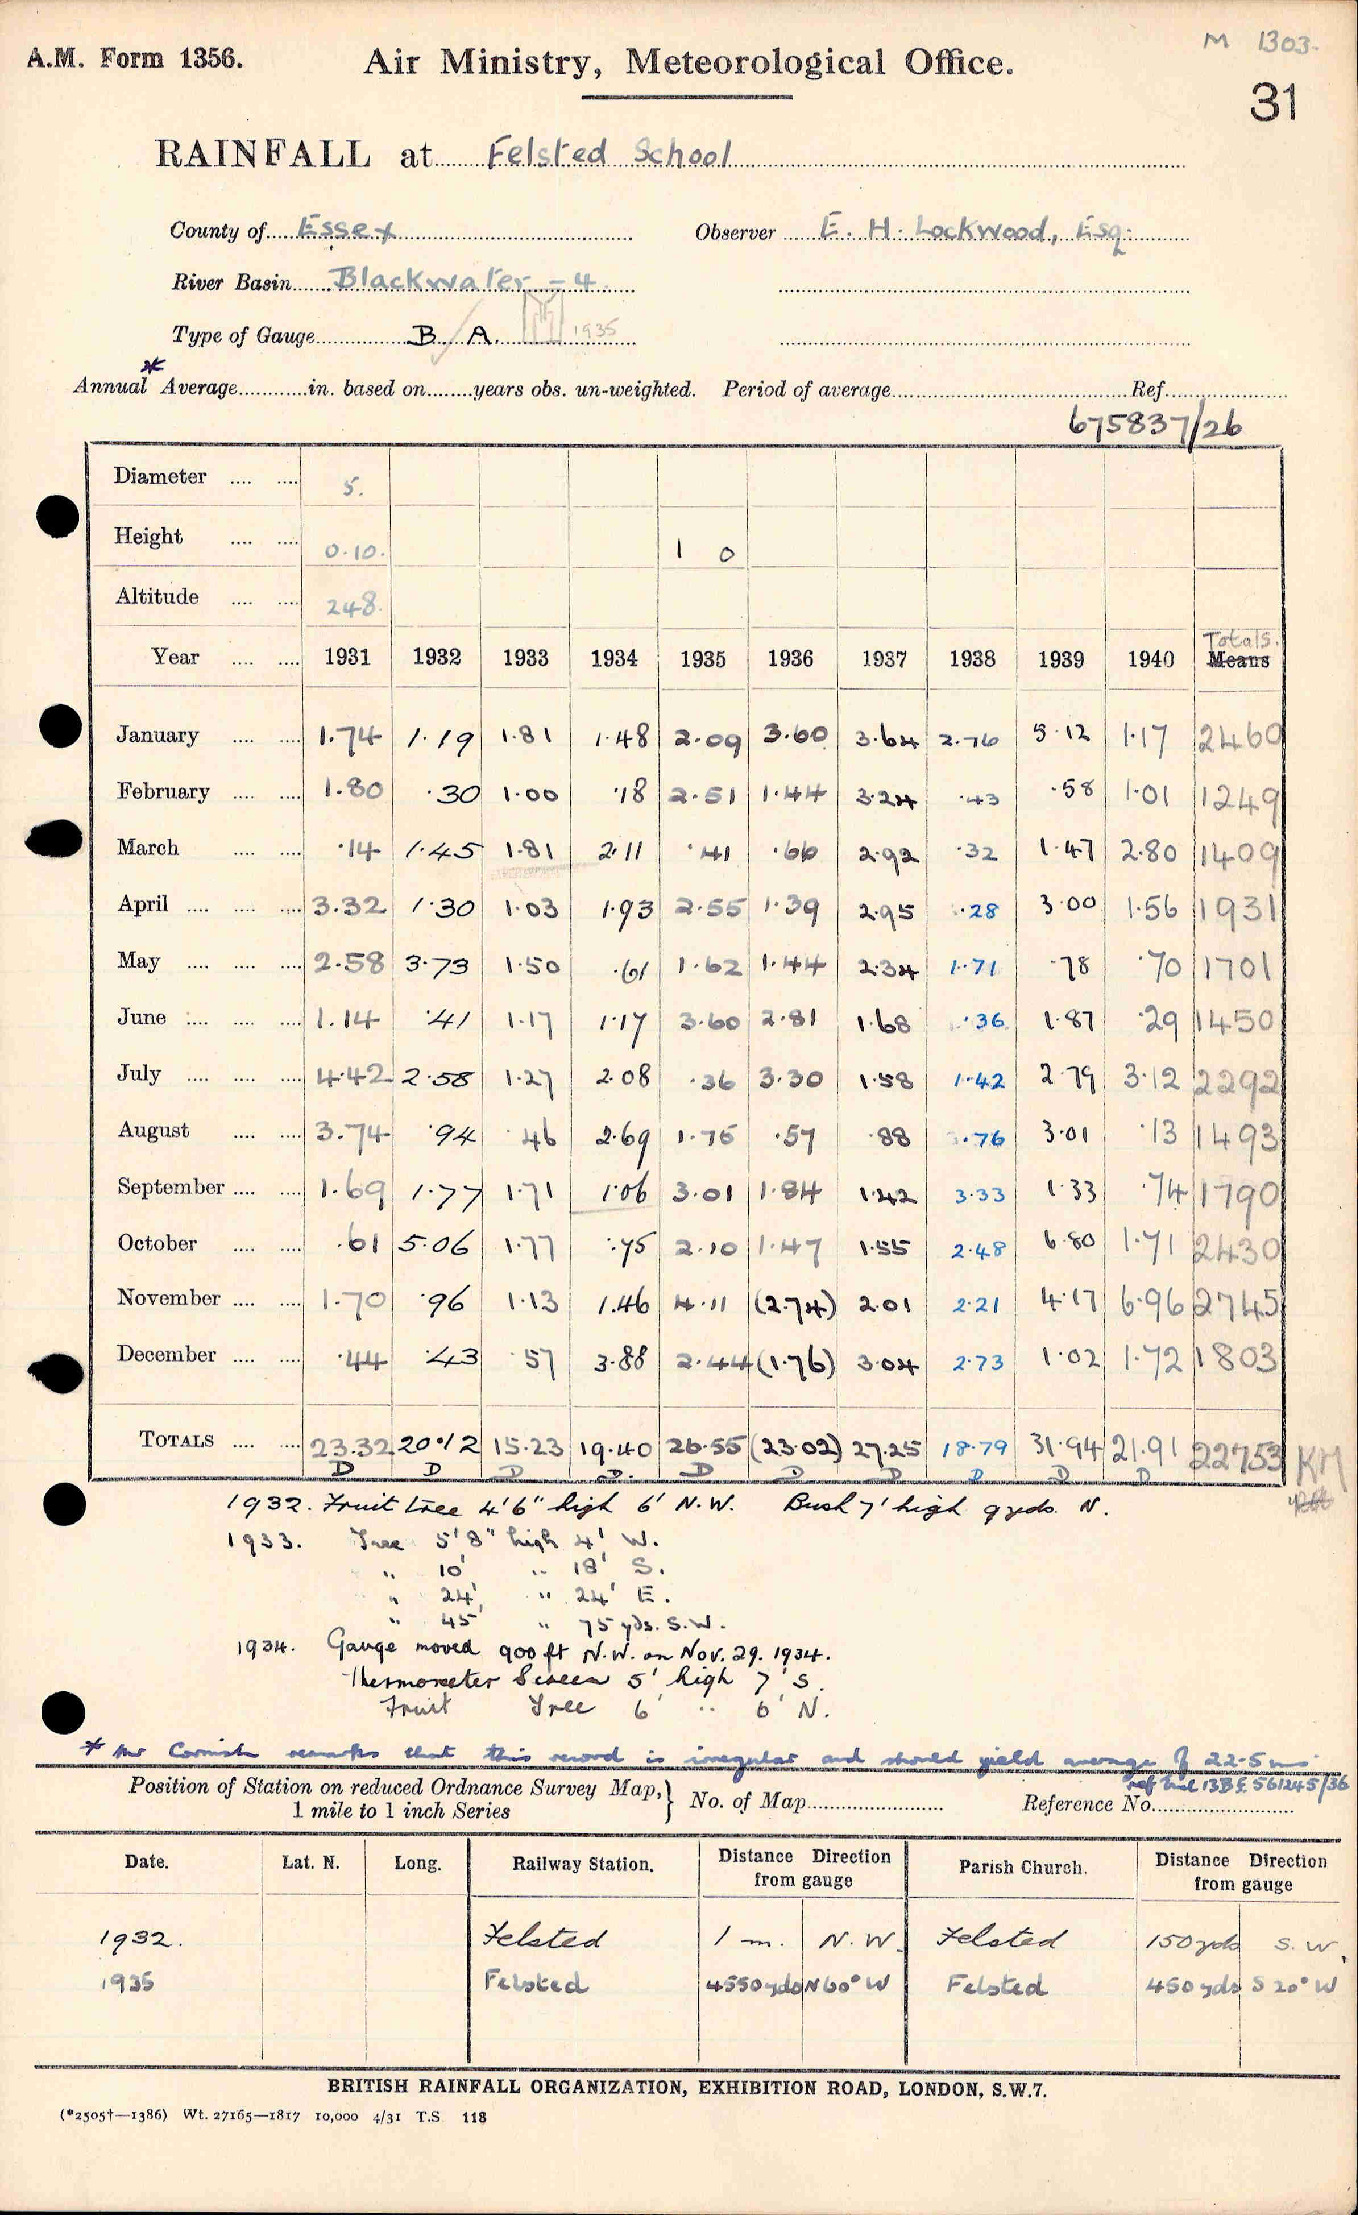 M 1303.
A.M. Form 1356. Air Ministry, Meteorological Office.
31
RAINFALL at Felsted School
County of Essex Observer E. H. Lockwood, Esq.
River Basin Blackwater - 4.
Type of Gauge B A. 1935
Annual * Average in. based on years obs. un-weighted. Period of average Ref.
675837/26
Diameter 5.
Height 0.10. 1 0
Altitude 248.
Totals.
Year 1931 1932 1933 1934 1935 1936 1937 1938 1939 1940 Means
January 1.74 1.19 1.81 1.48 2.09 3.60 3.64 2.76 5.12 1.17 2460
February 1.80 .30 1.00 .18 2.51 1.44 3.24 .43 .58 1.01 1249
March .14 1.45 1.81 2.11 .41 .66 2.92 .32 1.47 2.80 1409
April 3.32 1.30 1.03 1.93 2.55 1.39 2.95 .28 3.00 1.56 1931
May 2.58 3.73 1.50 .61 1.62 1.44 2.34 1.71 .78 .70 1701
June 1.14 .41 1.17 1.17 3.60 2.81 1.68 .36 1.87 .29 1450
July 4.42 2.58 1.27 2.08 .36 3.30 1.58 1.42 2.79 3.12 2292
August 3.74 .94 .46 2.69 1.75 .57 .88 .76 3.01 .13 1493
September 1.69 1.77 1.71 1.06 3.01 1.84 1.42 3.33 1.33 .74 1790
October .61 5.06 1.77 .75 2.10 1.47 1.55 2.48 6.80 1.71 2430
November 1.70 .96 1.13 1.46 4.11 (2.74) 2.01 2.21 4.17 6.96 2745
December .44 .43 .57 3.88 2.44 (1.76) 3.04 2.73 1.02 1.72 1803
TOTALS 23.32 20.12 15.23 19.40 26.55 (23.02) 27.25 18.79 31.94 21.91 22753 KM
D D D D. D D D D D D
1932. Fruit tree 4'6" high 6' N.W. Bush 7' high 9 yds. N.
1933. Tree 5'8" high 4' W.
" 10' " 18' S.
" 24' " 24' E.
" 45' " 75 yds. S.W.
1934. Gauge moved 900 ft N.W. on Nov. 29. 1934.
Thermometer Screen 5' high 7' S.
Fruit Tree 6' " 6' N.
* Mr Cornish remarks that this record is irregular and should yield average of 22.5 ins
561245/36
Position of Station on reduced Ordnance Survey Map, } No. of Map Reference No.
1 mile to 1 inch Series
Date. Lat. N. Long. Railway Station. Distance Direction from gauge Parish Church. Distance Direction from gauge
1932. Felsted 1 m. N.W. Felsted 150 yds S.W.
1935 Felsted 4550 yds N60°W Felsted 450 yds S 20° W
BRITISH RAINFALL ORGANIZATION, EXHIBITION ROAD, LONDON, S.W.7.
(*2505†—1386) Wt. 27165—1817 10,000 4/31 T.S 118